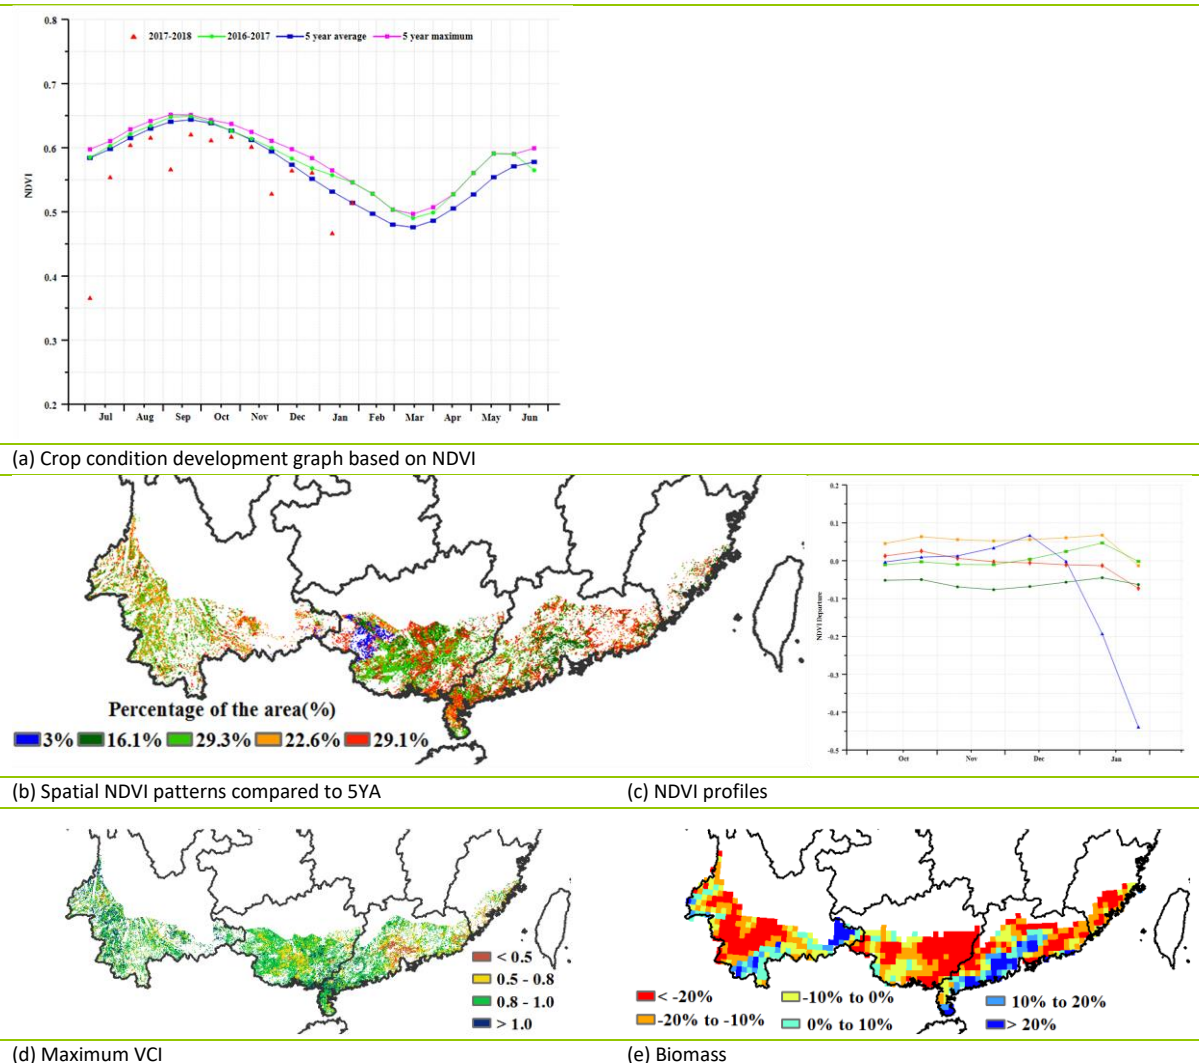 0.8
2017-2018 2016-2017 5 year average 5 year maximum
0.7
0.6
NDVI
0.5
0.4
0.3
0.2
Jul Aug Sep Oct Nov Dec Jan Feb Mar Apr May Jun
(a) Crop condition development graph based on NDVI
Percentage of the area(%)
3% 16.1% 29.3% 22.6% 29.1%
0.2
0.1
0.0
-0.1
NDVI Departure
-0.2
-0.3
-0.4
-0.5
Oct Nov Dec Jan
(b) Spatial NDVI patterns compared to 5YA
(c) NDVI profiles
< 0.5
0.5 - 0.8
0.8 - 1.0
> 1.0
< -20% -10% to 0% 10% to 20%
-20% to -10% 0% to 10% > 20%
(d) Maximum VCI
(e) Biomass